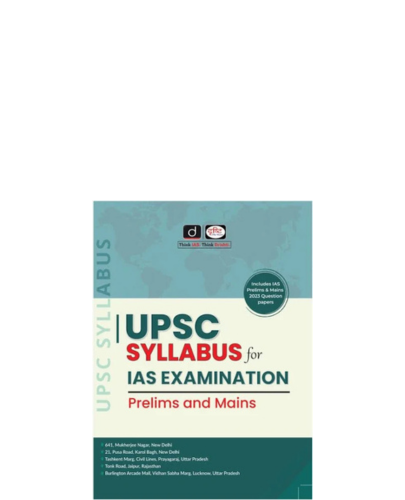 Think IAS Think Drishti
Includes IAS
Prelims & Mains
2023 Question
papers
UPSC SYLLABUS
UPSC
SYLLABUS for
IAS EXAMINATION
Prelims and Mains
641, Mukherjee Nagar, New Delhi
21, Pusa Road, Karol Bagh, New Delhi
Tashkent Marg, Civil Lines, Prayagraj, Uttar Pradesh
Tonk Road, Jaipur, Rajasthan
Burlington Arcade Mall, Vidhan Sabha Marg, Lucknow, Uttar Pradesh